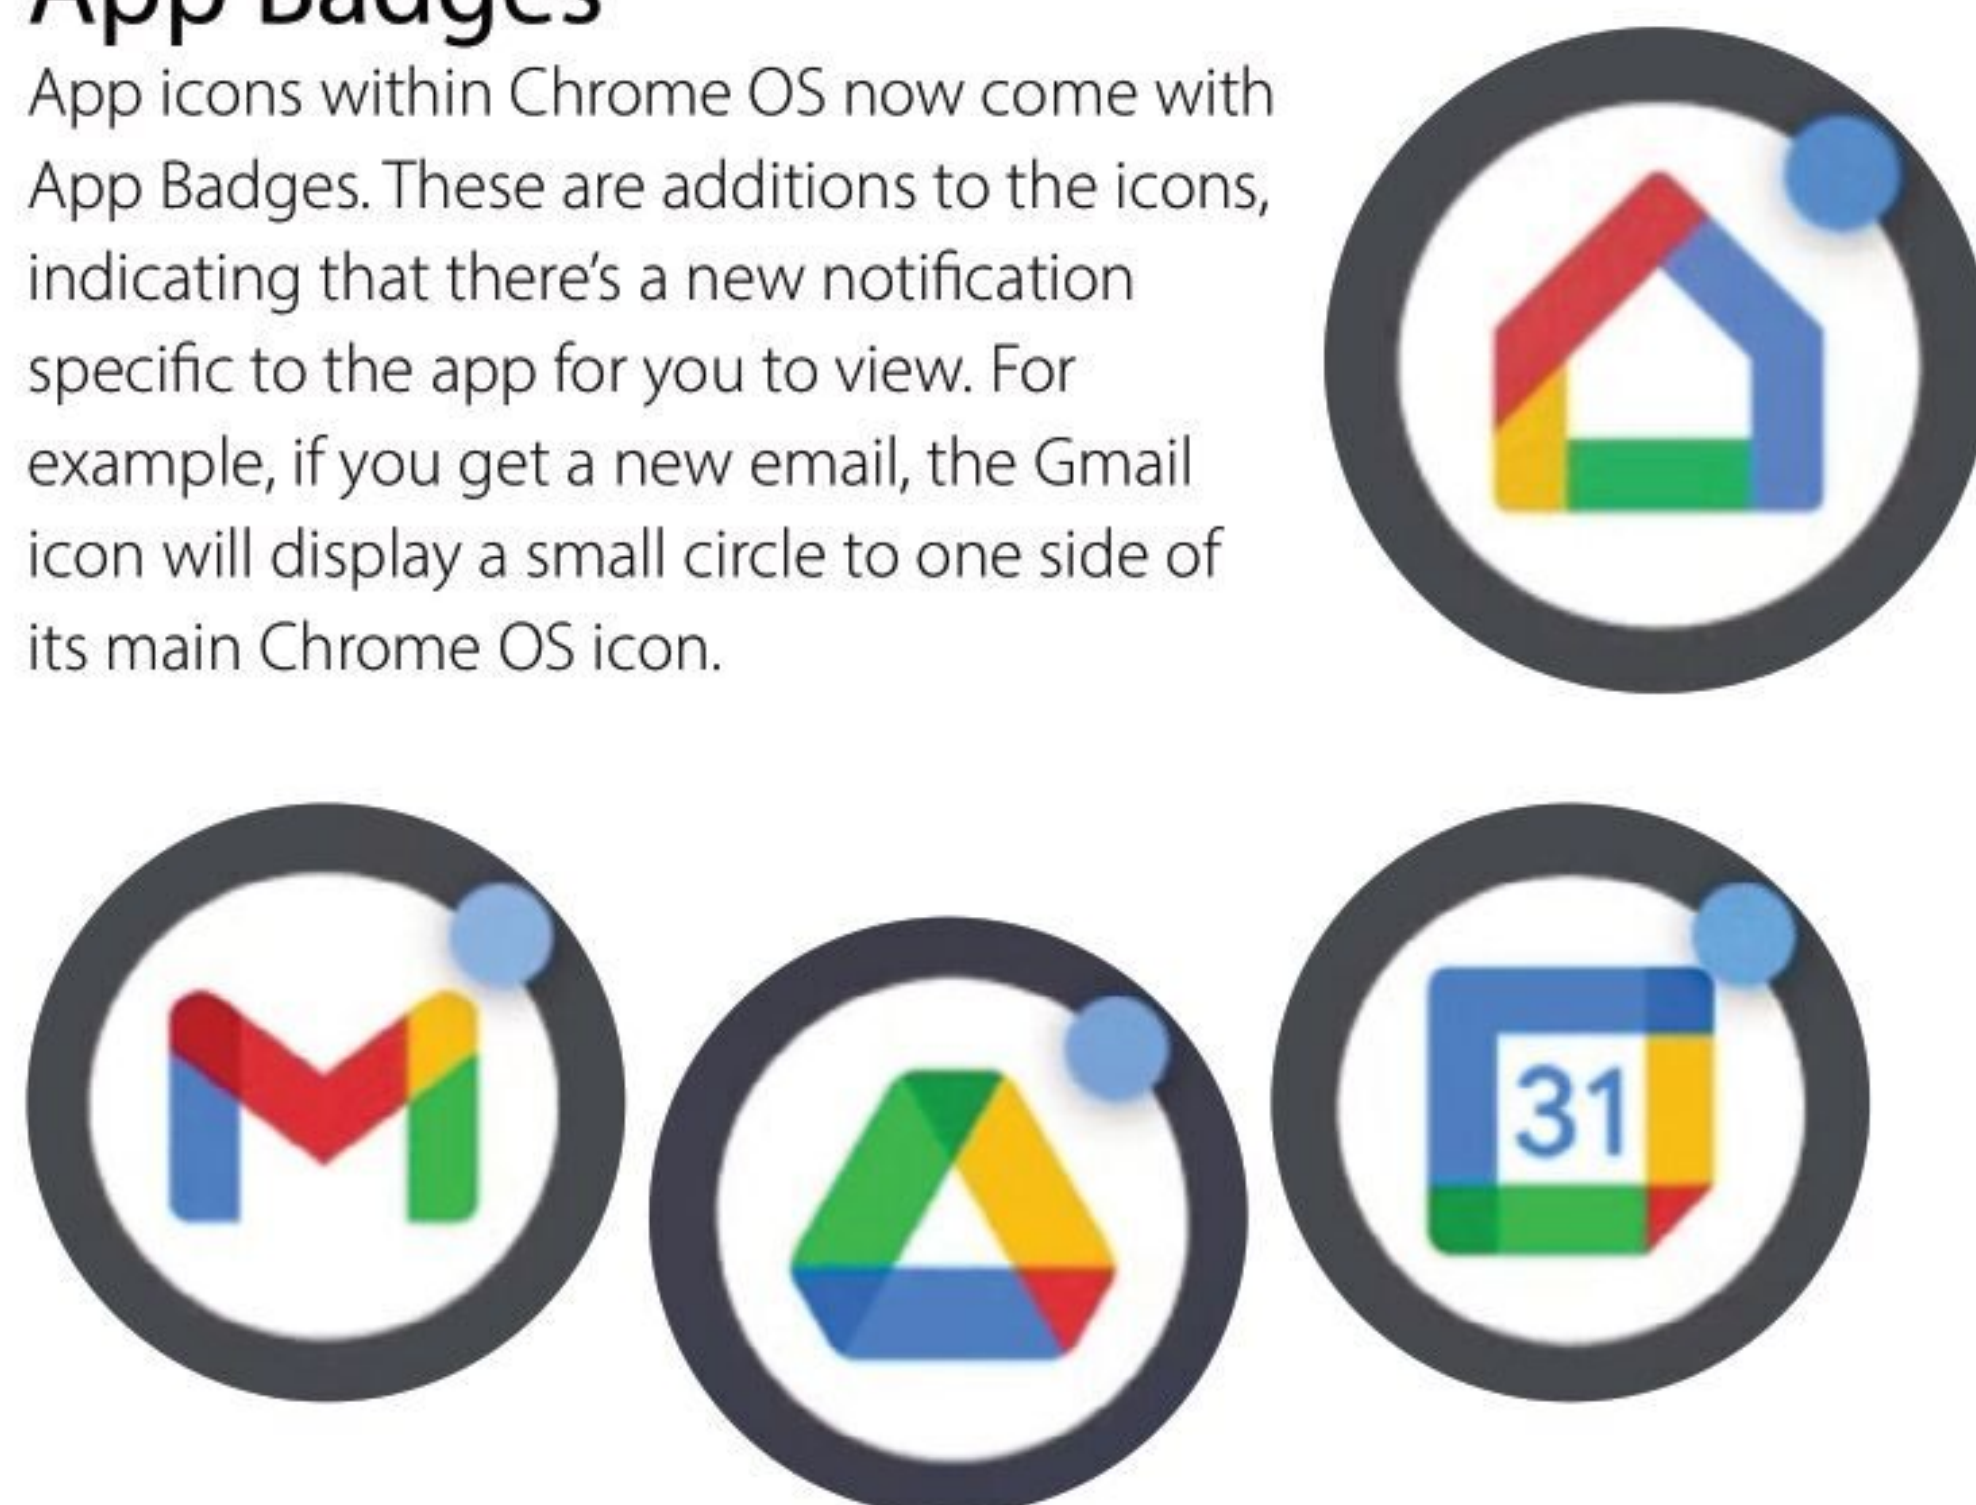 App Badges
App icons within Chrome OS now come with
App Badges. These are additions to the icons,
indicating that there's a new notification
specific to the app for you to view. For
example, if you get a new email, the Gmail
icon will display a small circle to one side of
its main Chrome OS icon.
31